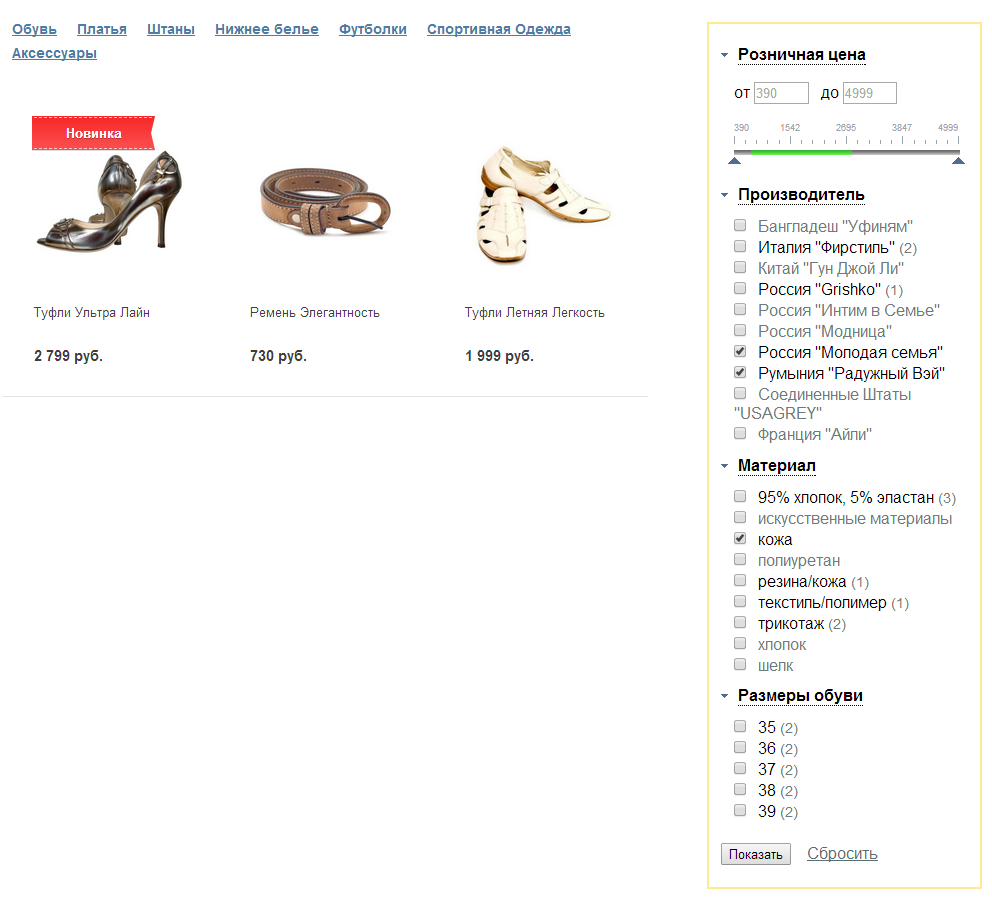 Обувь Платья Штаны Нижнее белье Футболки Спортивная Одежда
Аксессуары
Новинка
Туфли Ультра Лайн
2 799 руб.
Ремень Элегантность
730 руб.
Туфли Летняя Легкость
1 999 руб.
Розничная цена
от 390 до 4999
390 1542 2695 3847 4999
Производитель
Бангладеш "Уфиням"
Италия "Фирстиль" (2)
Китай "Гун Джой Ли"
Россия "Grishko" (1)
Россия "Интим в Семье"
Россия "Модница"
Россия "Молодая семья"
Румыния "Радужный Вэй"
Соединенные Штаты
"USAGREY"
Франция "Айли"
Материал
95% хлопок, 5% эластан (3)
искусственные материалы
кожа
полиуретан
резина/кожа (1)
текстиль/полимер (1)
трикотаж (2)
хлопок
шелк
Размеры обуви
35 (2)
36 (2)
37 (2)
38 (2)
39 (2)
Показать Сбросить